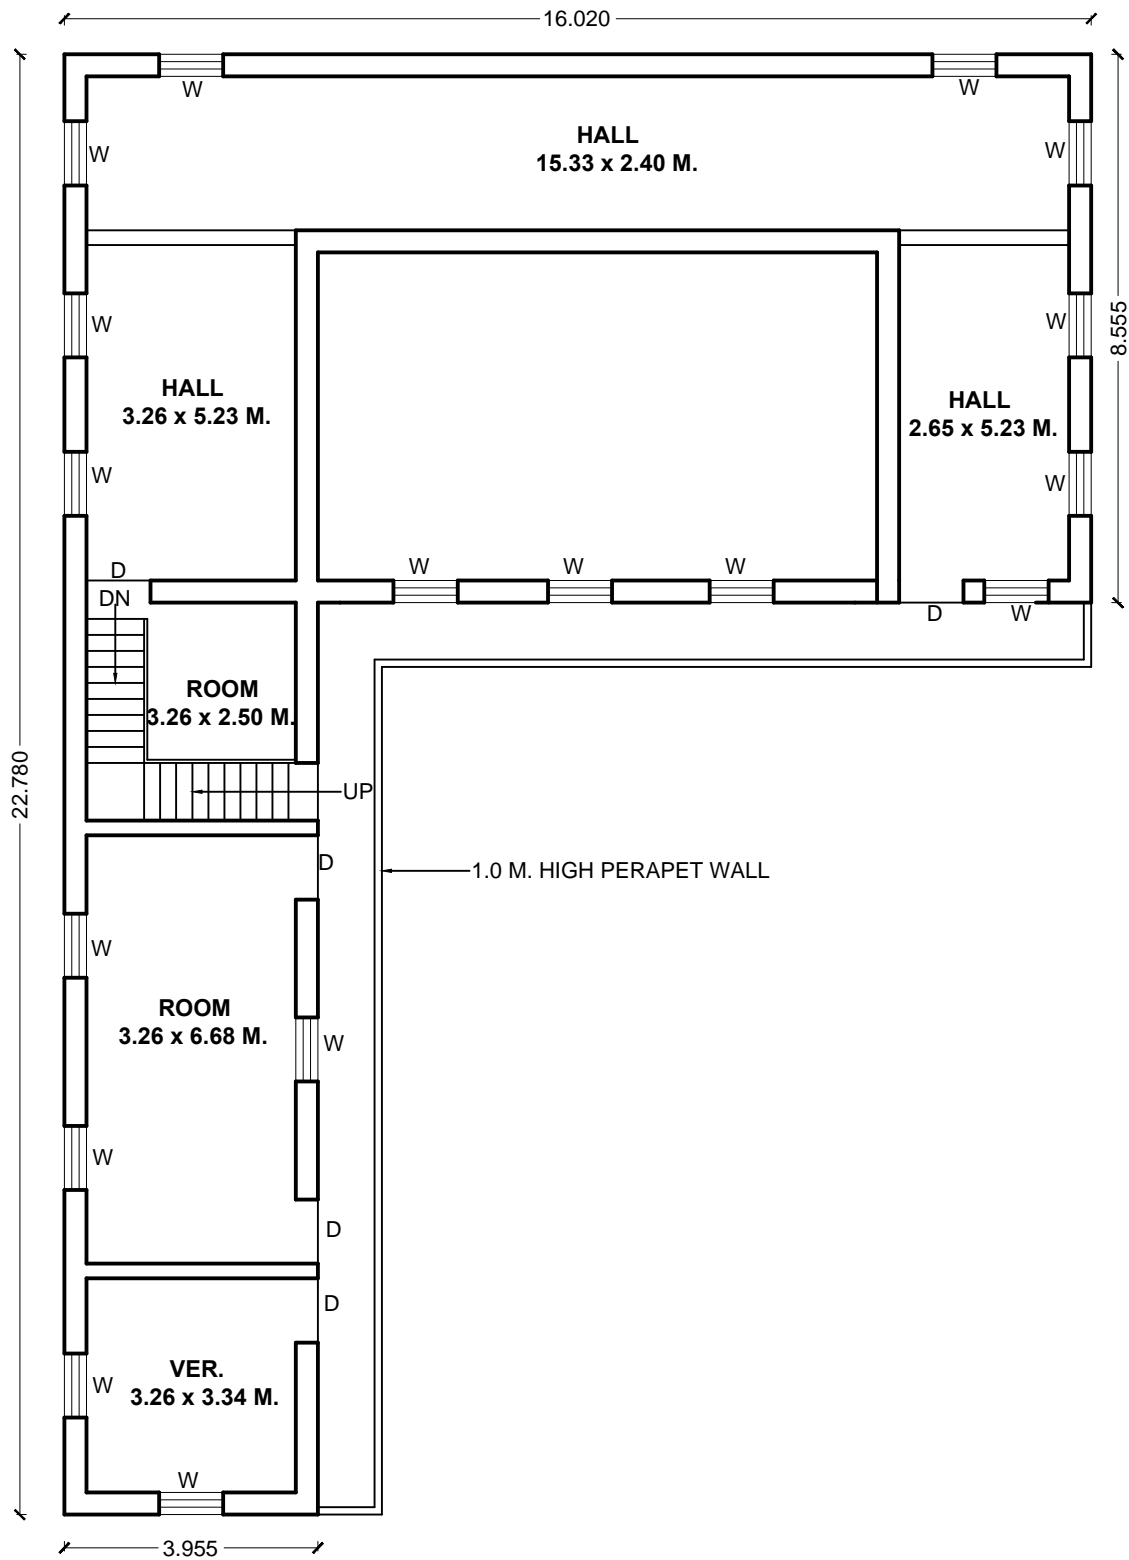 16.020
W
W
HALL
15.33 x 2.40 M.
W
W
W
W
8.555
HALL
3.26 x 5.23 M.
HALL
2.65 x 5.23 M.
W
W
D
W
W
W
DN
D
W
ROOM
3.26 x 2.50 M.
22.780
UP
D
1.0 M. HIGH PERAPET WALL
W
ROOM
3.26 x 6.68 M.
W
W
D
D
VER.
3.26 x 3.34 M.
W
W
3.955